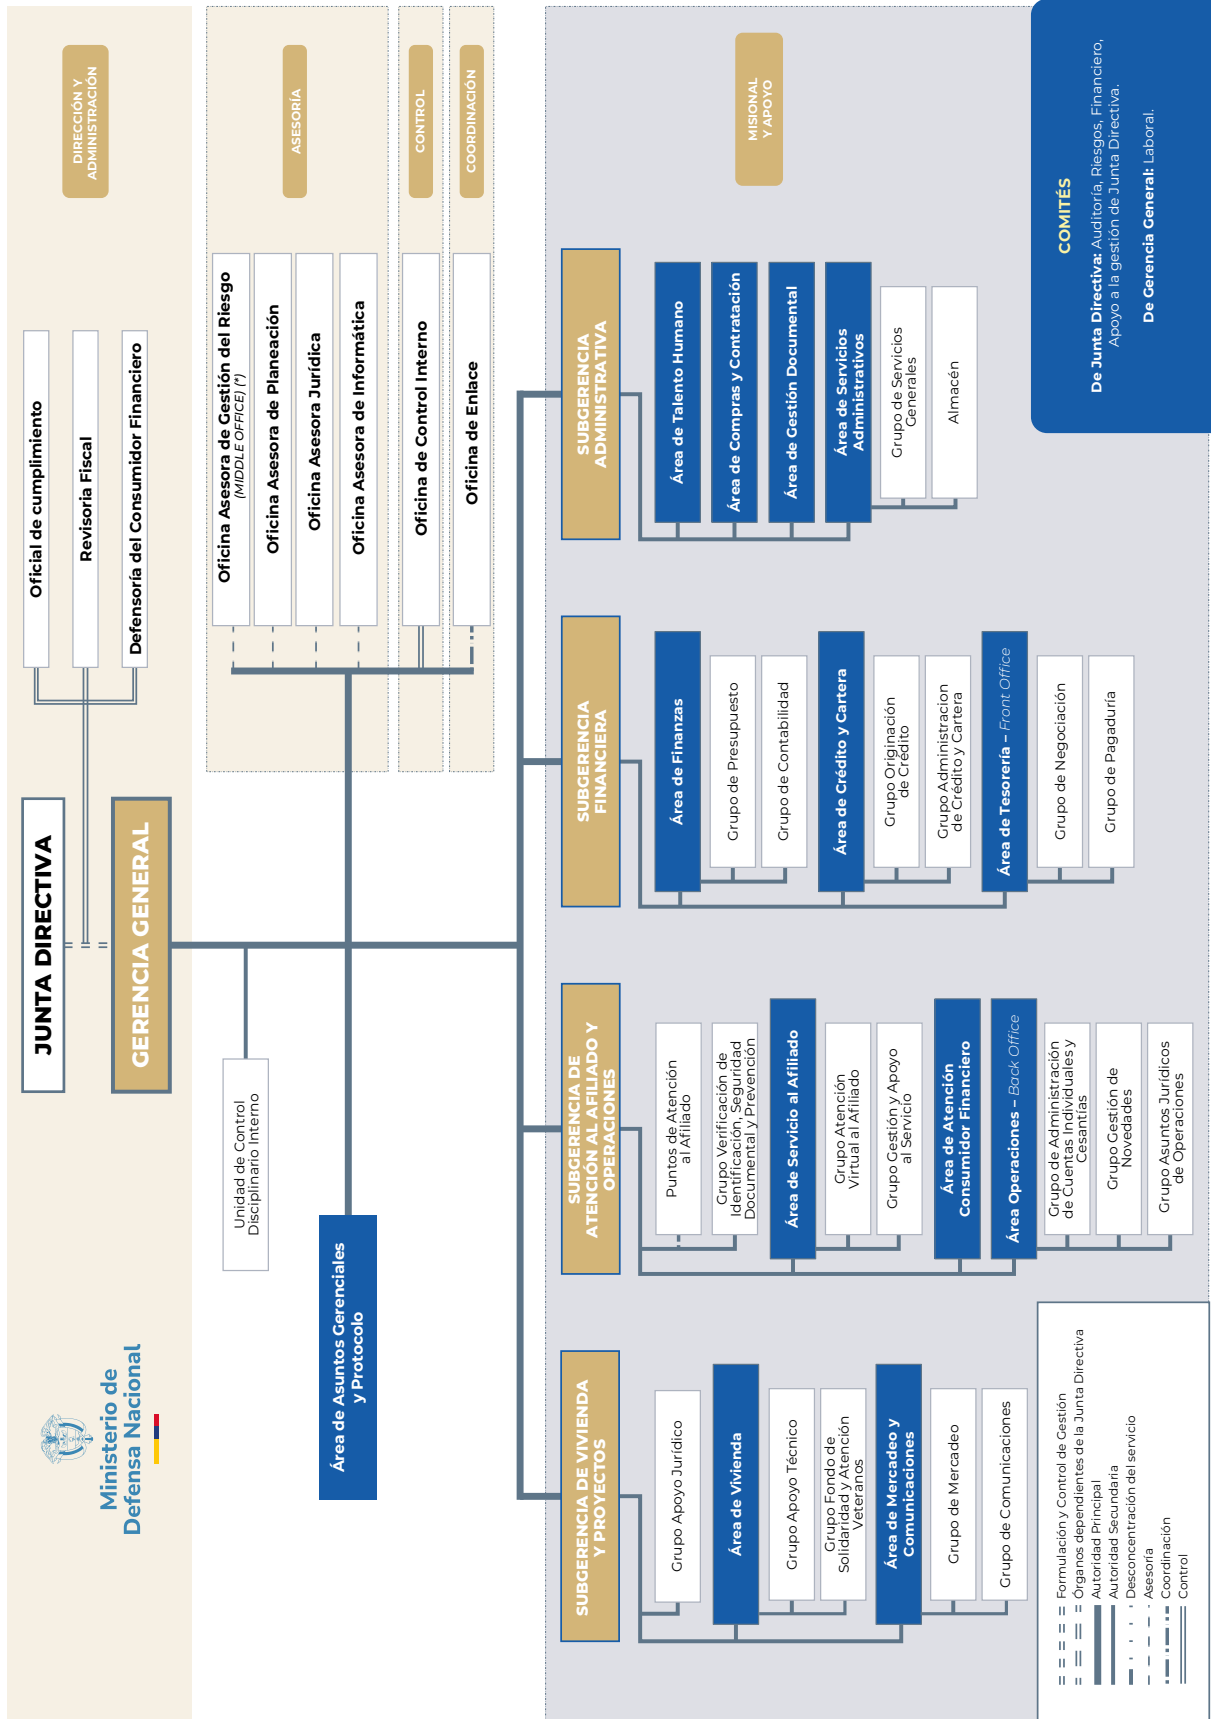 Ministerio de
Defensa Nacional
JUNTA DIRECTIVA
GERENCIA GENERAL
Oficial de cumplimiento
Revisoria Fiscal
Defensoría del Consumidor Financiero
DIRECCIÓN Y
ADMINISTRACIÓN
Unidad de Control
Disciplinario Interno
Área de Asuntos Gerenciales
y Protocolo
Oficina Asesora de Gestión del Riesgo
(MIDDLE OFFICE) (*)
Oficina Asesora de Planeación
Oficina Asesora Jurídica
Oficina Asesora de Informática
ASESORÍA
Oficina de Control Interno
CONTROL
Oficina de Enlace
COORDINACIÓN
MISIONAL
Y APOYO
SUBGERENCIA DE VIVIENDA
Y PROYECTOS
Grupo Apoyo Jurídico
Área de Vivienda
Grupo Apoyo Técnico
Grupo Fondo de
Solidaridad y Atención
Veteranos
Área de Mercadeo y
Comunicaciones
Grupo de Mercadeo
Grupo de Comunicaciones
SUBGERENCIA DE
ATENCIÓN AL AFILIADO Y
OPERACIONES
Puntos de Atención
al Afiliado
Grupo Verificación de
Identificación, Seguridad
Documental y Prevención
Área de Servicio al Afiliado
Grupo Atención
Virtual al Afiliado
Grupo Gestión y Apoyo
al Servicio
Área de Atención
Consumidor Financiero
Área Operaciones – Back Office
Grupo de Administración
de Cuentas Individuales y
Cesantías
Grupo Gestión de
Novedades
Grupo Asuntos Jurídicos
de Operaciones
SUBGERENCIA
FINANCIERA
Área de Finanzas
Grupo de Presupuesto
Grupo de Contabilidad
Área de Crédito y Cartera
Grupo Originación
de Crédito
Grupo Administracion
de Crédito y Cartera
Área de Tesorería – Front Office
Grupo de Negociación
Grupo de Pagaduría
SUBGERENCIA
ADMINISTRATIVA
Área de Talento Humano
Área de Compras y Contratación
Área de Gestión Documental
Área de Servicios
Administrativos
Grupo de Servicios
Generales
Almacén
Formulación y Control de Gestión
Órganos dependientes de la Junta Directiva
Autoridad Principal
Autoridad Secundaria
Desconcentración del servicio
Asesoría
Coordinación
Control
COMITÉS
De Junta Directiva: Auditoría, Riesgos, Financiero,
Apoyo a la gestión de Junta Directiva.
De Gerencia General: Laboral.